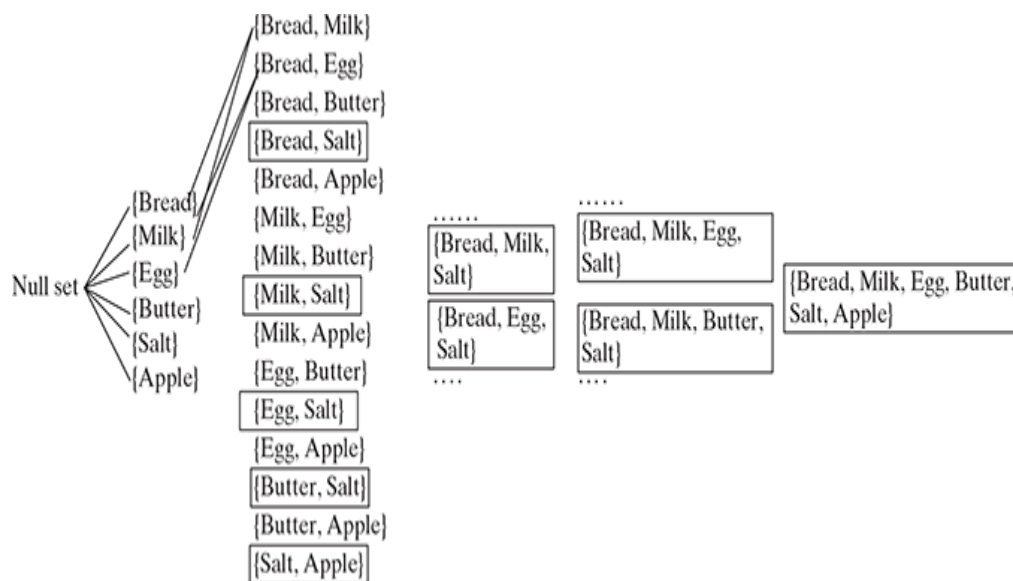 Null set
{Bread}
{Milk}
{Egg}
{Butter}
{Salt}
{Apple}
{Bread, Milk}
{Bread, Egg}
{Bread, Butter}
{Bread, Salt}
{Bread, Apple}
{Milk, Egg}
{Milk, Butter}
{Milk, Salt}
{Milk, Apple}
{Egg, Butter}
{Egg, Salt}
{Egg, Apple}
{Butter, Salt}
{Butter, Apple}
{Salt, Apple}
......
{Bread, Milk,
Salt}
{Bread, Egg,
Salt}
....
......
{Bread, Milk, Egg,
Salt}
{Bread, Milk, Butter,
Salt}
....
{Bread, Milk, Egg, Butter,
Salt, Apple}